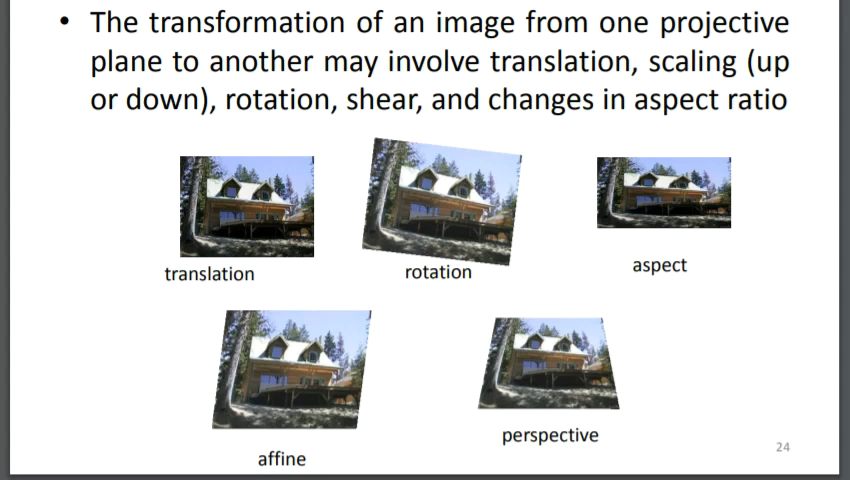 • The transformation of an image from one projective
plane to another may involve translation, scaling (up
or down), rotation, shear, and changes in aspect ratio
translation
rotation
aspect
affine
perspective
24